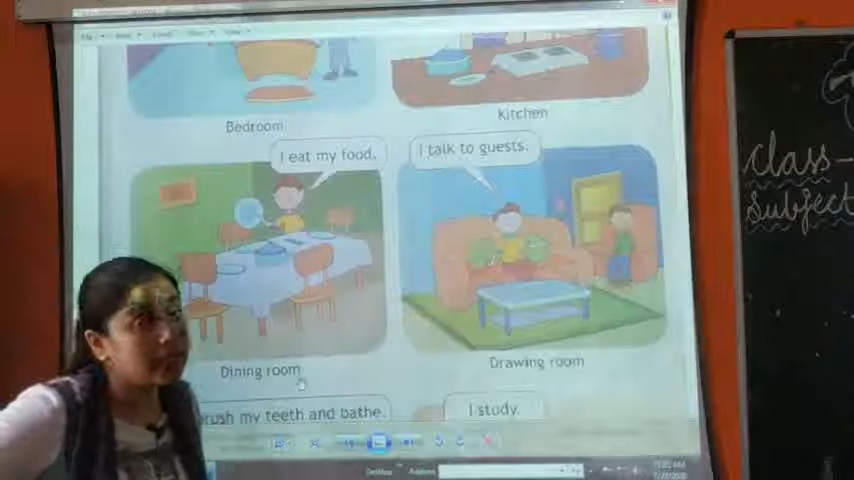 Bedroom
Kitchen
I eat my food.
I talk to guests.
Dining room
Drawing room
brush my teeth and bathe.
I study.
class-
Subject